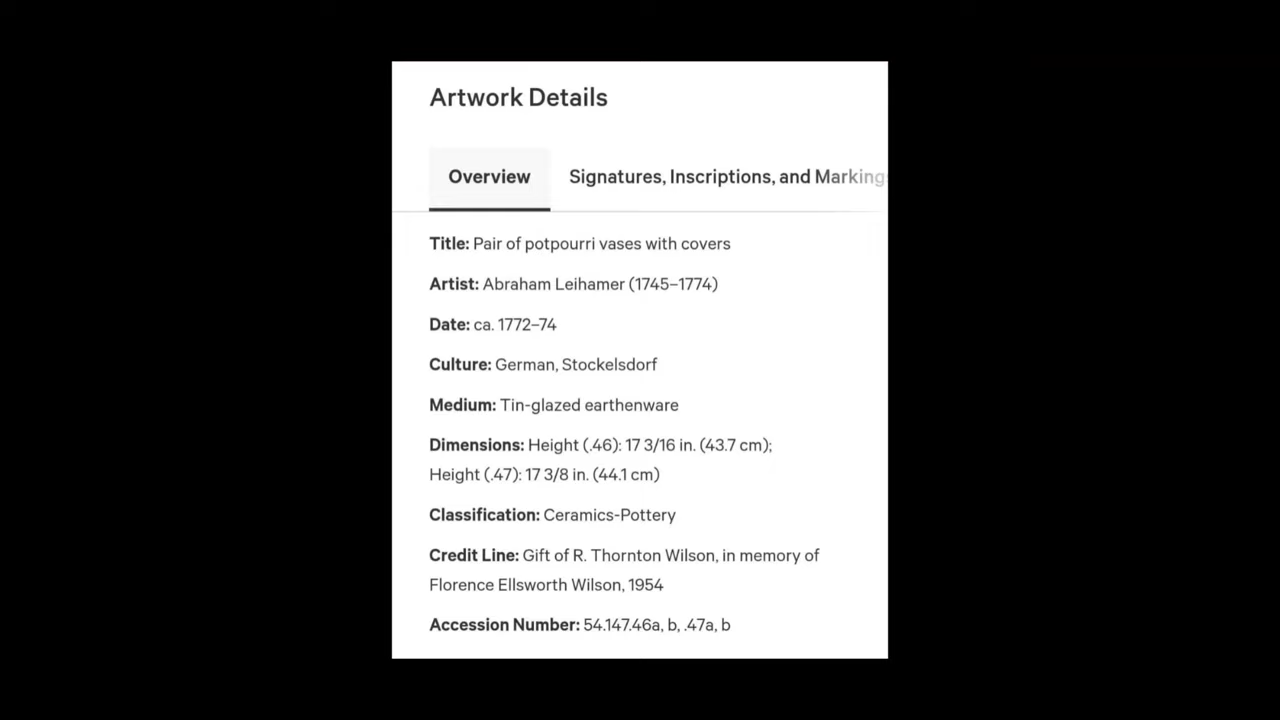 Artwork Details
Overview Signatures, Inscriptions, and Markings
Title: Pair of potpourri vases with covers
Artist: Abraham Leihamer (1745–1774)
Date: ca. 1772–74
Culture: German, Stockelsdorf
Medium: Tin-glazed earthenware
Dimensions: Height (.46): 17 3/16 in. (43.7 cm);
Height (.47): 17 3/8 in. (44.1 cm)
Classification: Ceramics-Pottery
Credit Line: Gift of R. Thornton Wilson, in memory of
Florence Ellsworth Wilson, 1954
Accession Number: 54.147.46a, b, .47a, b